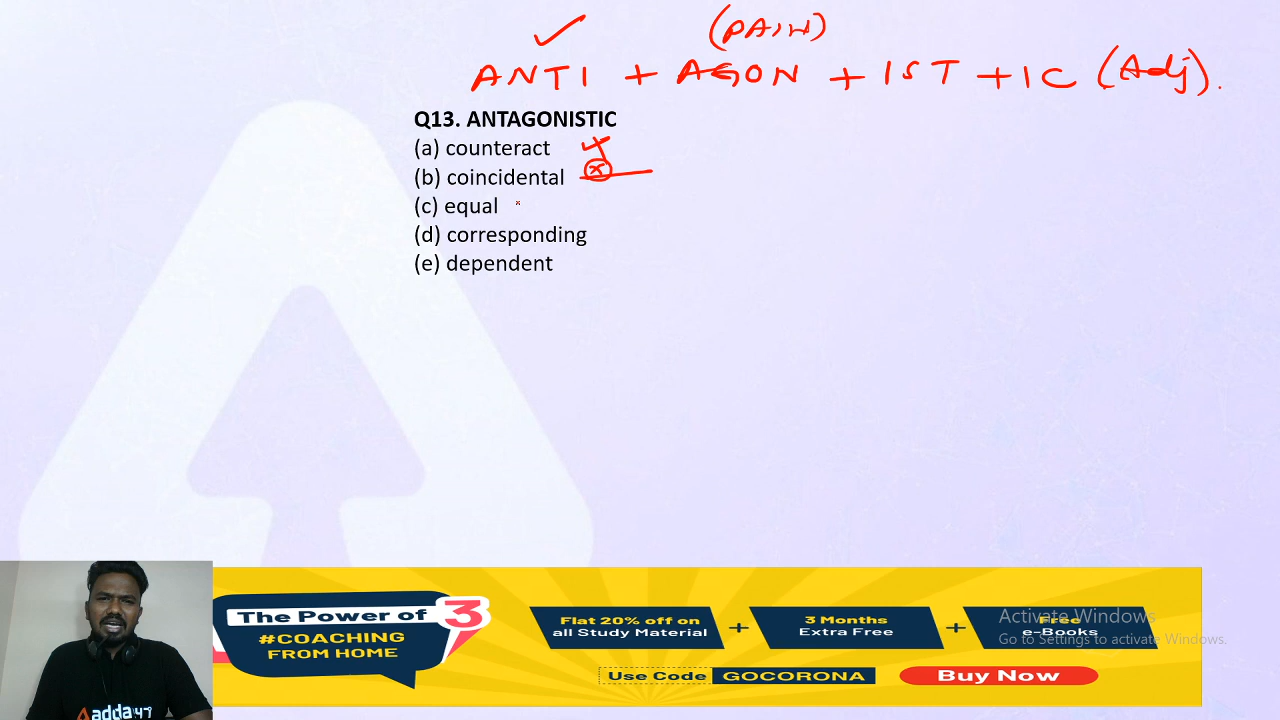 (PAIN)
ANTI + AGON + IST + IC (Adj).
Q13. ANTAGONISTIC
(a) counteract
(b) coincidental
(c) equal
(d) corresponding
(e) dependent
The Power of 3
#COACHING
FROM HOME
Flat 20% off on
all Study Material
+
3 Months
Extra Free
+
Free
e-Books
Use Code GOCORONA
Buy Now
Activate Windows
Go to Settings to activate Windows.
adda247